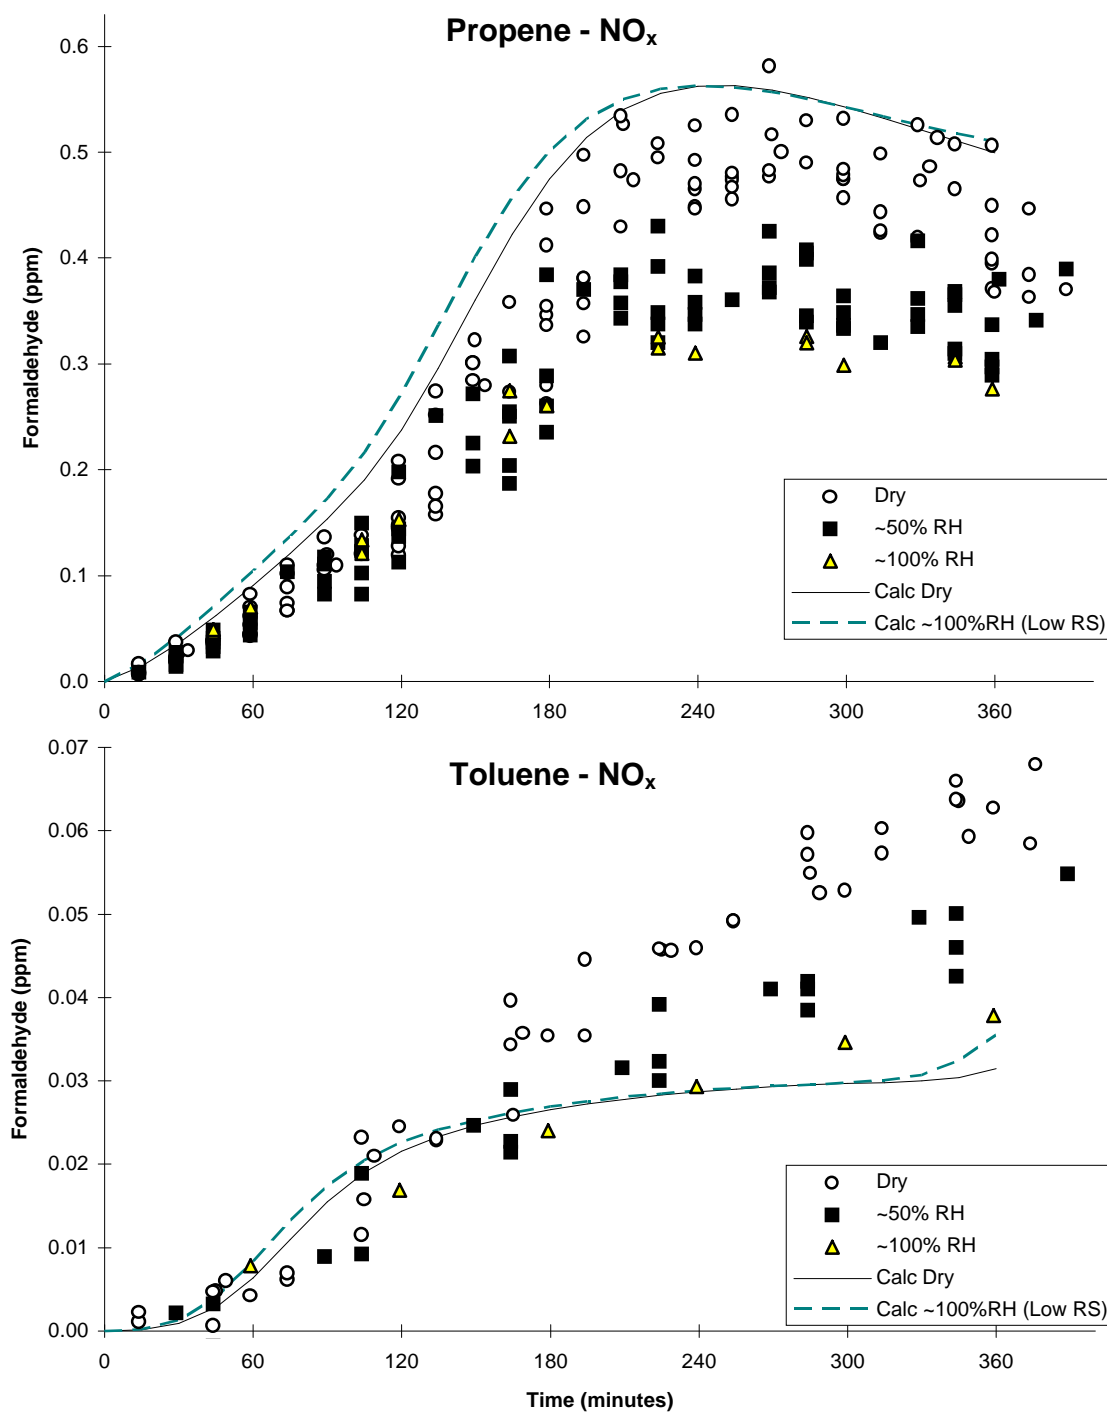 Propene - NOx
0.6
0.5
0.4
0.3
0.2
0.1
0.0
Formaldehyde (ppm)
Dry
~50% RH
~100% RH
Calc Dry
Calc ~100%RH (Low RS)
0 60 120 180 240 300 360
Toluene - NOx
0.07
0.06
0.05
0.04
0.03
0.02
0.01
0.00
Formaldehyde (ppm)
Dry
~50% RH
~100% RH
Calc Dry
Calc ~100%RH (Low RS)
0 60 120 180 240 300 360
Time (minutes)